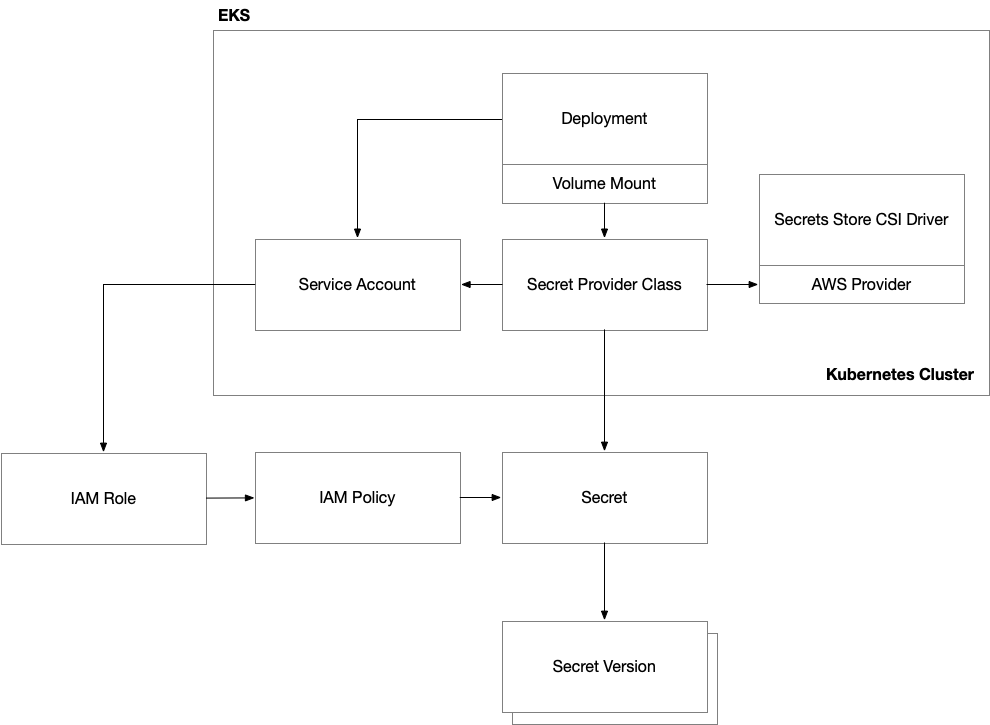 EKS
Deployment
Volume Mount
Secrets Store CSI Driver
AWS Provider
Service Account
Secret Provider Class
Kubernetes Cluster
IAM Role
IAM Policy
Secret
Secret Version